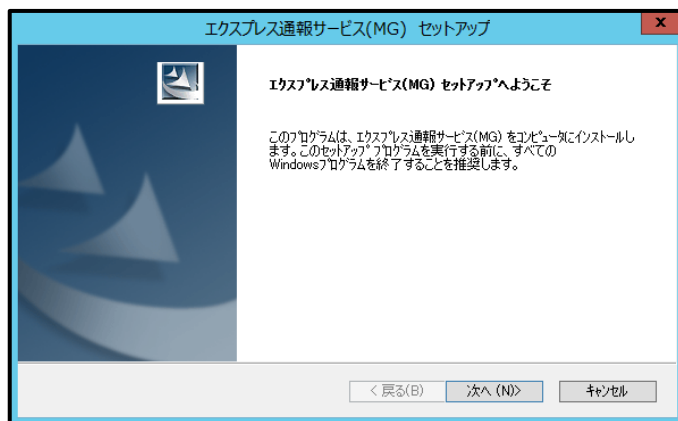 エクスプレス通報サービス(MG) セットアップ
x
エクスプレス通報サービス(MG) セットアップへようこそ
このプログラムは、エクスプレス通報サービス(MG) をコンピュータにインストールし
ます。このセットアップ プログラムを実行する前に、すべての
Windowsプログラムを終了することを推奨します。
< 戻る(B)
次へ (N)>
キャンセル